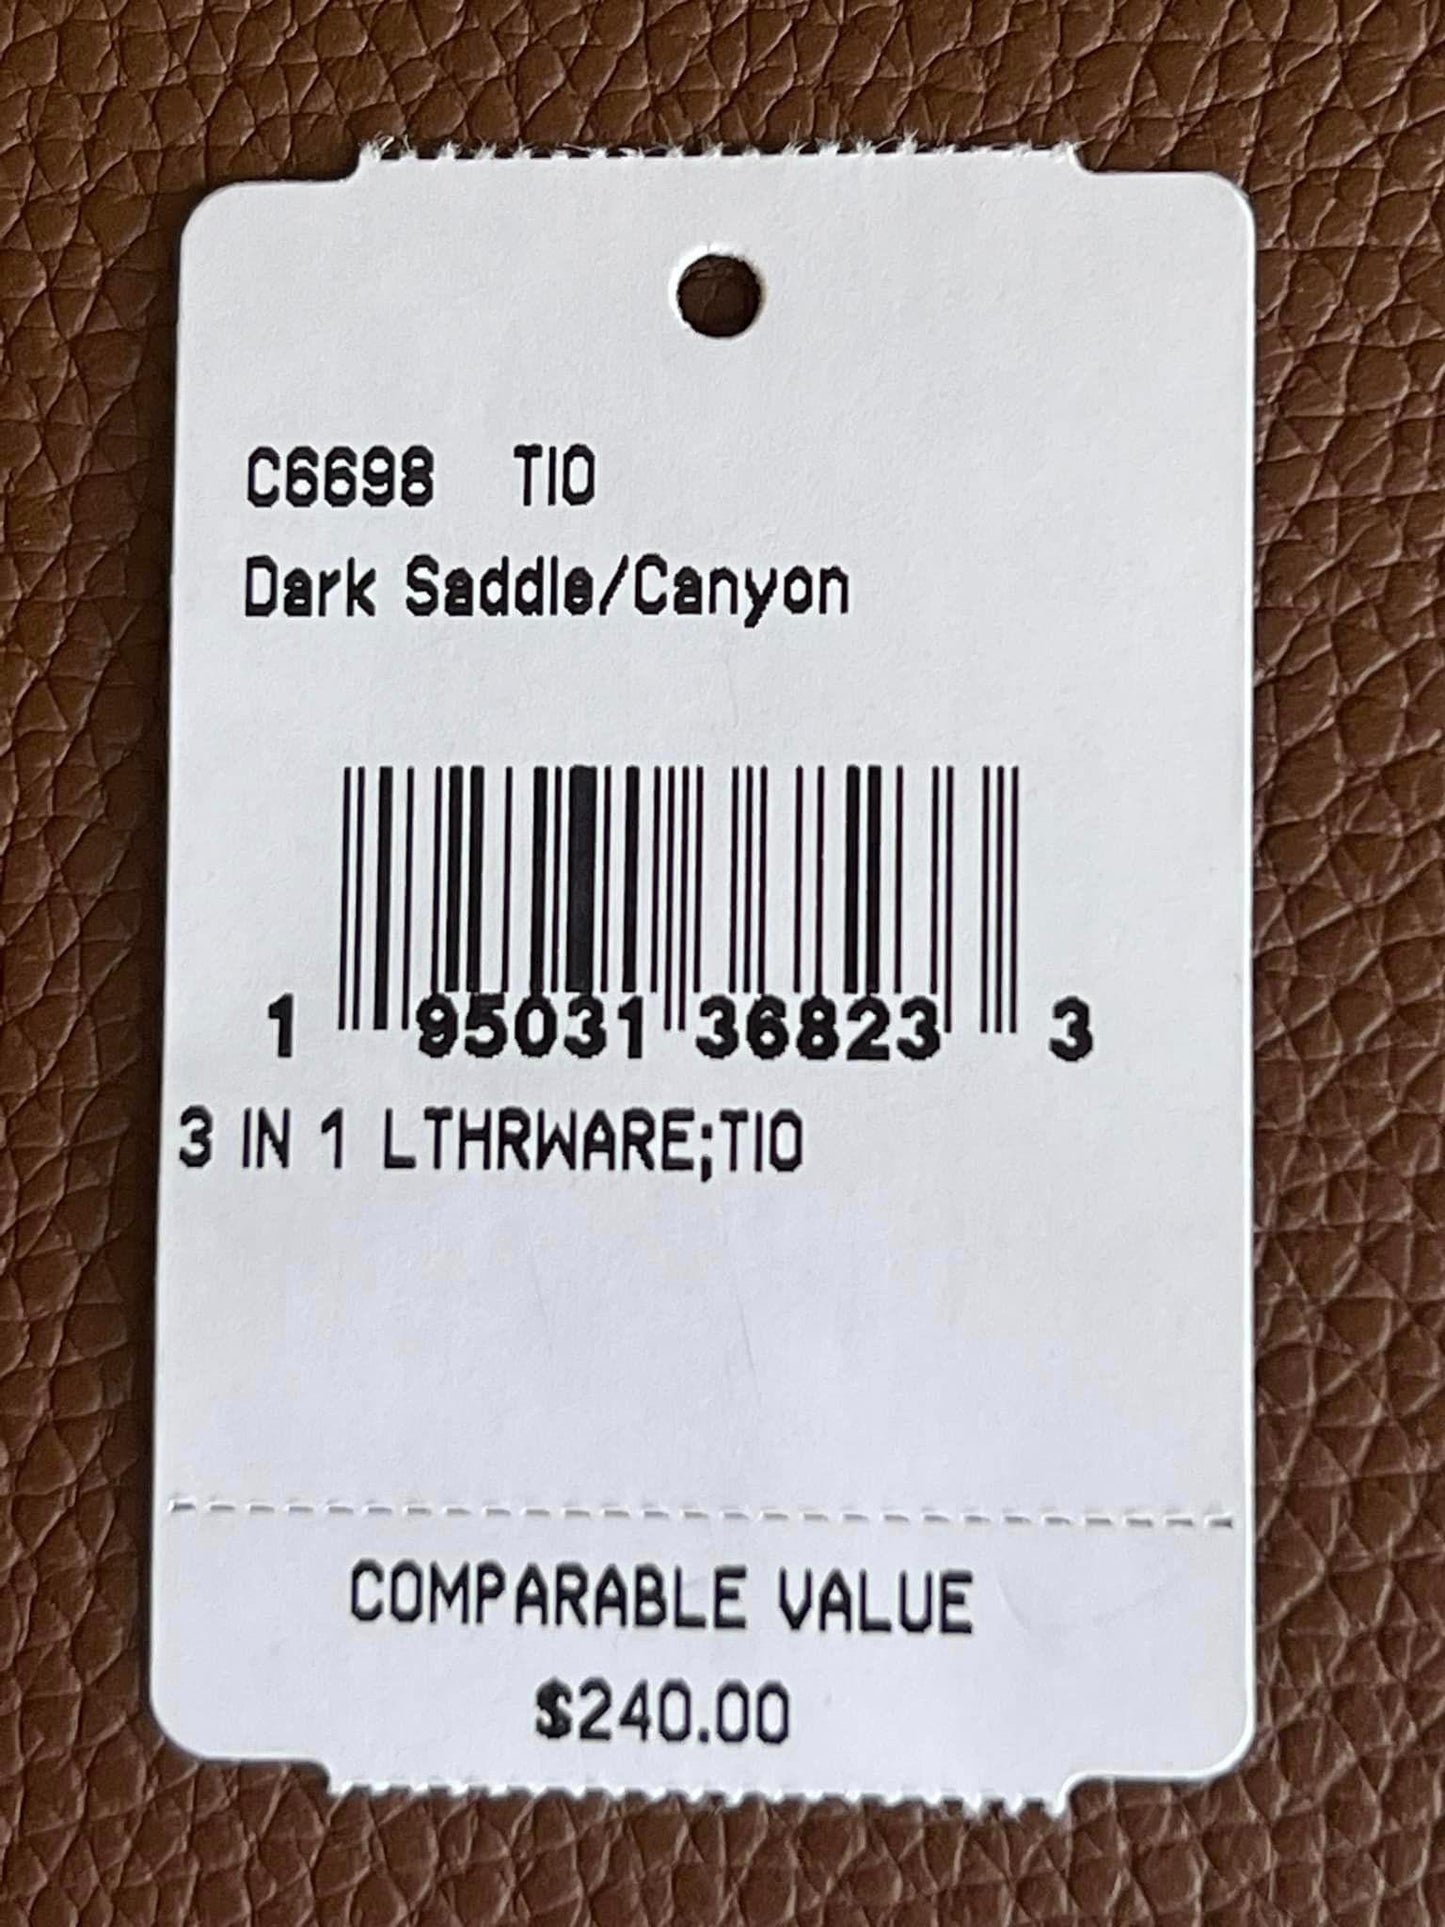 C6698 TIO
Dark Saddle/Canyon
1 95031 36823 3
3 IN 1 LTHRWARE;TIO
COMPARABLE VALUE
$240.00